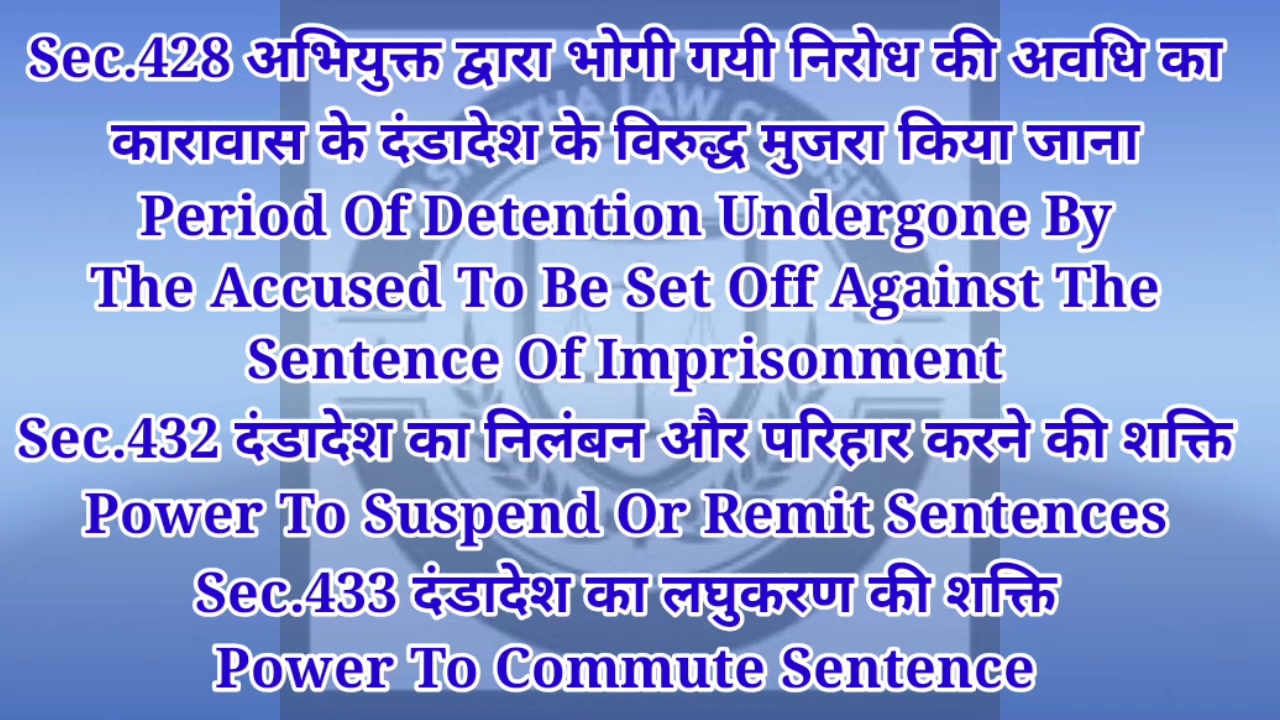 Sec.428 अभियुक्त द्वारा भोगी गयी निरोध की अवधि का
कारावास के दंडादेश के विरुद्ध मुजरा किया जाना
Period Of Detention Undergone By
The Accused To Be Set Off Against The
Sentence Of Imprisonment
Sec.432 दंडादेश का निलंबन और परिहार करने की शक्ति
Power To Suspend Or Remit Sentences
Sec.433 दंडादेश का लघुकरण की शक्ति
Power To Commute Sentence